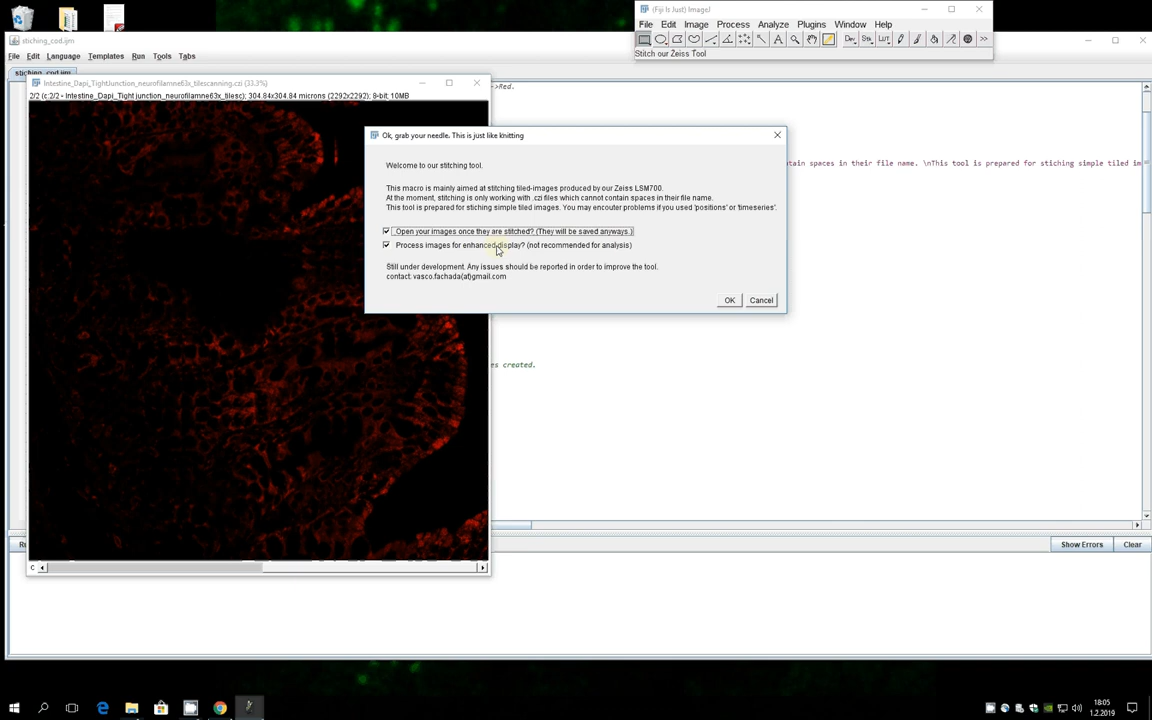 stiching_cod.ijm
File Edit Language Templates Run Tools Tabs
stiching_cod.ijm
(Fiji Is Just) ImageJ
File Edit Image Process Analyze Plugins Window Help
Dev. Stk LUT >>
Stitch our Zeiss Tool
Intestine_Dapi_TightJunction_neurofilamne63x_tilescanning.czi (33.3%)
2/2 (c:2/2 - Intestine_Dapi_Tight junction_neurofilamne63x_tilesc); 304.84x304.84 microns (2292x2292); 8-bit; 10MB
->Red.
Ok, grab your needle. This is just like knitting
Welcome to our stitching tool.
This macro is mainly aimed at stitching tiled-images produced by our Zeiss LSM700.
At the moment, stitching is only working with .czi files which cannot contain spaces in their file name.
This tool is prepared for stiching simple tiled images. You may encouter problems if you used 'positions' or 'timeseries'.
Open your images once they are stitched? (They will be saved anyways.)
Process images for enhanced display? (not recommended for analysis)
Still under development. Any issues should be reported in order to improve the tool.
contact: vasco.fachada(at)gmail.com
OK Cancel
tain spaces in their file name. \nThis tool is prepared for stiching simple tiled im
es created.
C
Show Errors Clear
18:05
1.2.2019